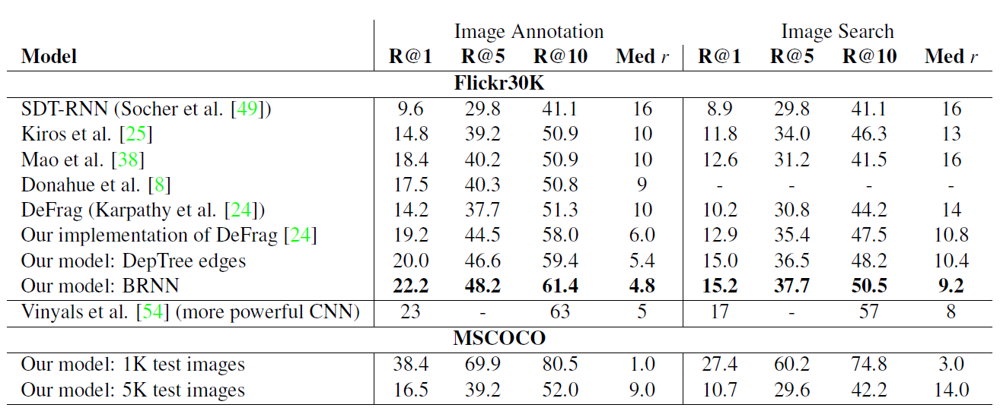 Image Annotation Image Search
Model R@1 R@5 R@10 Med r R@1 R@5 R@10 Med r
Flickr30K
SDT-RNN (Socher et al. [49]) 9.6 29.8 41.1 16 8.9 29.8 41.1 16
Kiros et al. [25] 14.8 39.2 50.9 10 11.8 34.0 46.3 13
Mao et al. [38] 18.4 40.2 50.9 10 12.6 31.2 41.5 16
Donahue et al. [8] 17.5 40.3 50.8 9 - - - -
DeFrag (Karpathy et al. [24]) 14.2 37.7 51.3 10 10.2 30.8 44.2 14
Our implementation of DeFrag [24] 19.2 44.5 58.0 6.0 12.9 35.4 47.5 10.8
Our model: DepTree edges 20.0 46.6 59.4 5.4 15.0 36.5 48.2 10.4
Our model: BRNN 22.2 48.2 61.4 4.8 15.2 37.7 50.5 9.2
Vinyals et al. [54] (more powerful CNN) 23 - 63 5 17 - 57 8
MSCOCO
Our model: 1K test images 38.4 69.9 80.5 1.0 27.4 60.2 74.8 3.0
Our model: 5K test images 16.5 39.2 52.0 9.0 10.7 29.6 42.2 14.0